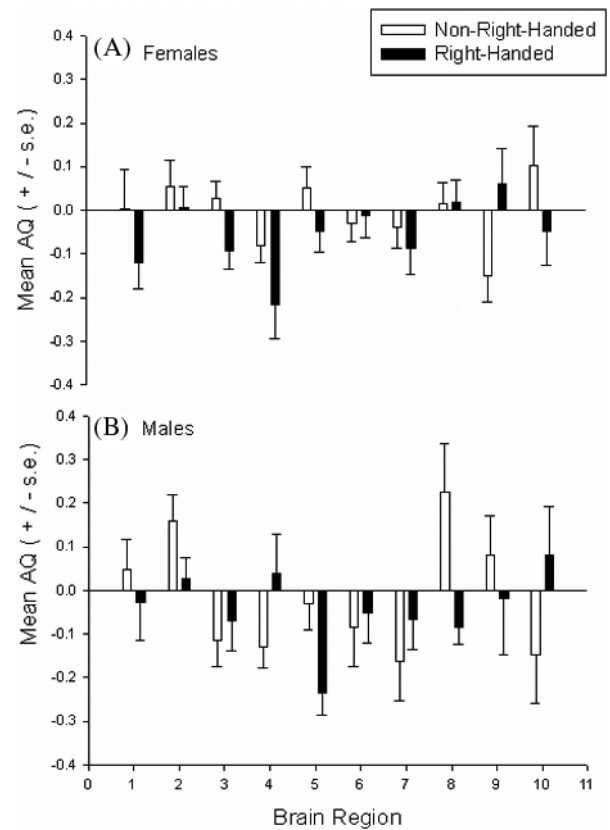 Non-Right-Handed
Right-Handed
(A) Females
0.4
0.3
0.2
0.1
0.0
-0.1
-0.2
-0.3
-0.4
Mean AQ ( + / - s.e.)
(B) Males
0.4
0.3
0.2
0.1
0.0
-0.1
-0.2
-0.3
-0.4
Mean AQ ( + / - s.e.)
0 1 2 3 4 5 6 7 8 9 10 11
Brain Region